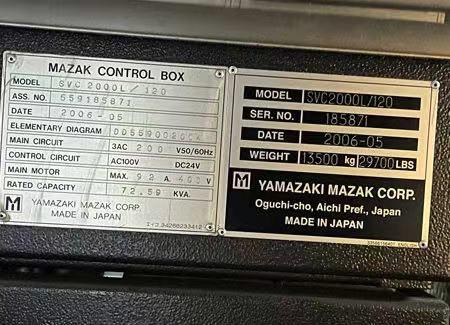 MAZAK CONTROL BOX
MODEL SVC 2000L / 120
ASS. NO. 559185871
DATE 2006-05
ELEMENTARY DIAGRAM
MAIN CIRCUIT 3AC 200 V50/60Hz
CONTROL CIRCUIT AC100V DC24V
MAIN MOTOR MAX. 92 A.
RATED CAPACITY 72.59 KVA.
M YAMAZAKI MAZAK CORP.
MADE IN JAPAN
MODEL SVC2000L/120
SER. NO. 185871
DATE 2006-05
WEIGHT 13500 kg 29700 LBS
M YAMAZAKI MAZAK CORP.
Oguchi-cho, Aichi Pref., Japan
MADE IN JAPAN